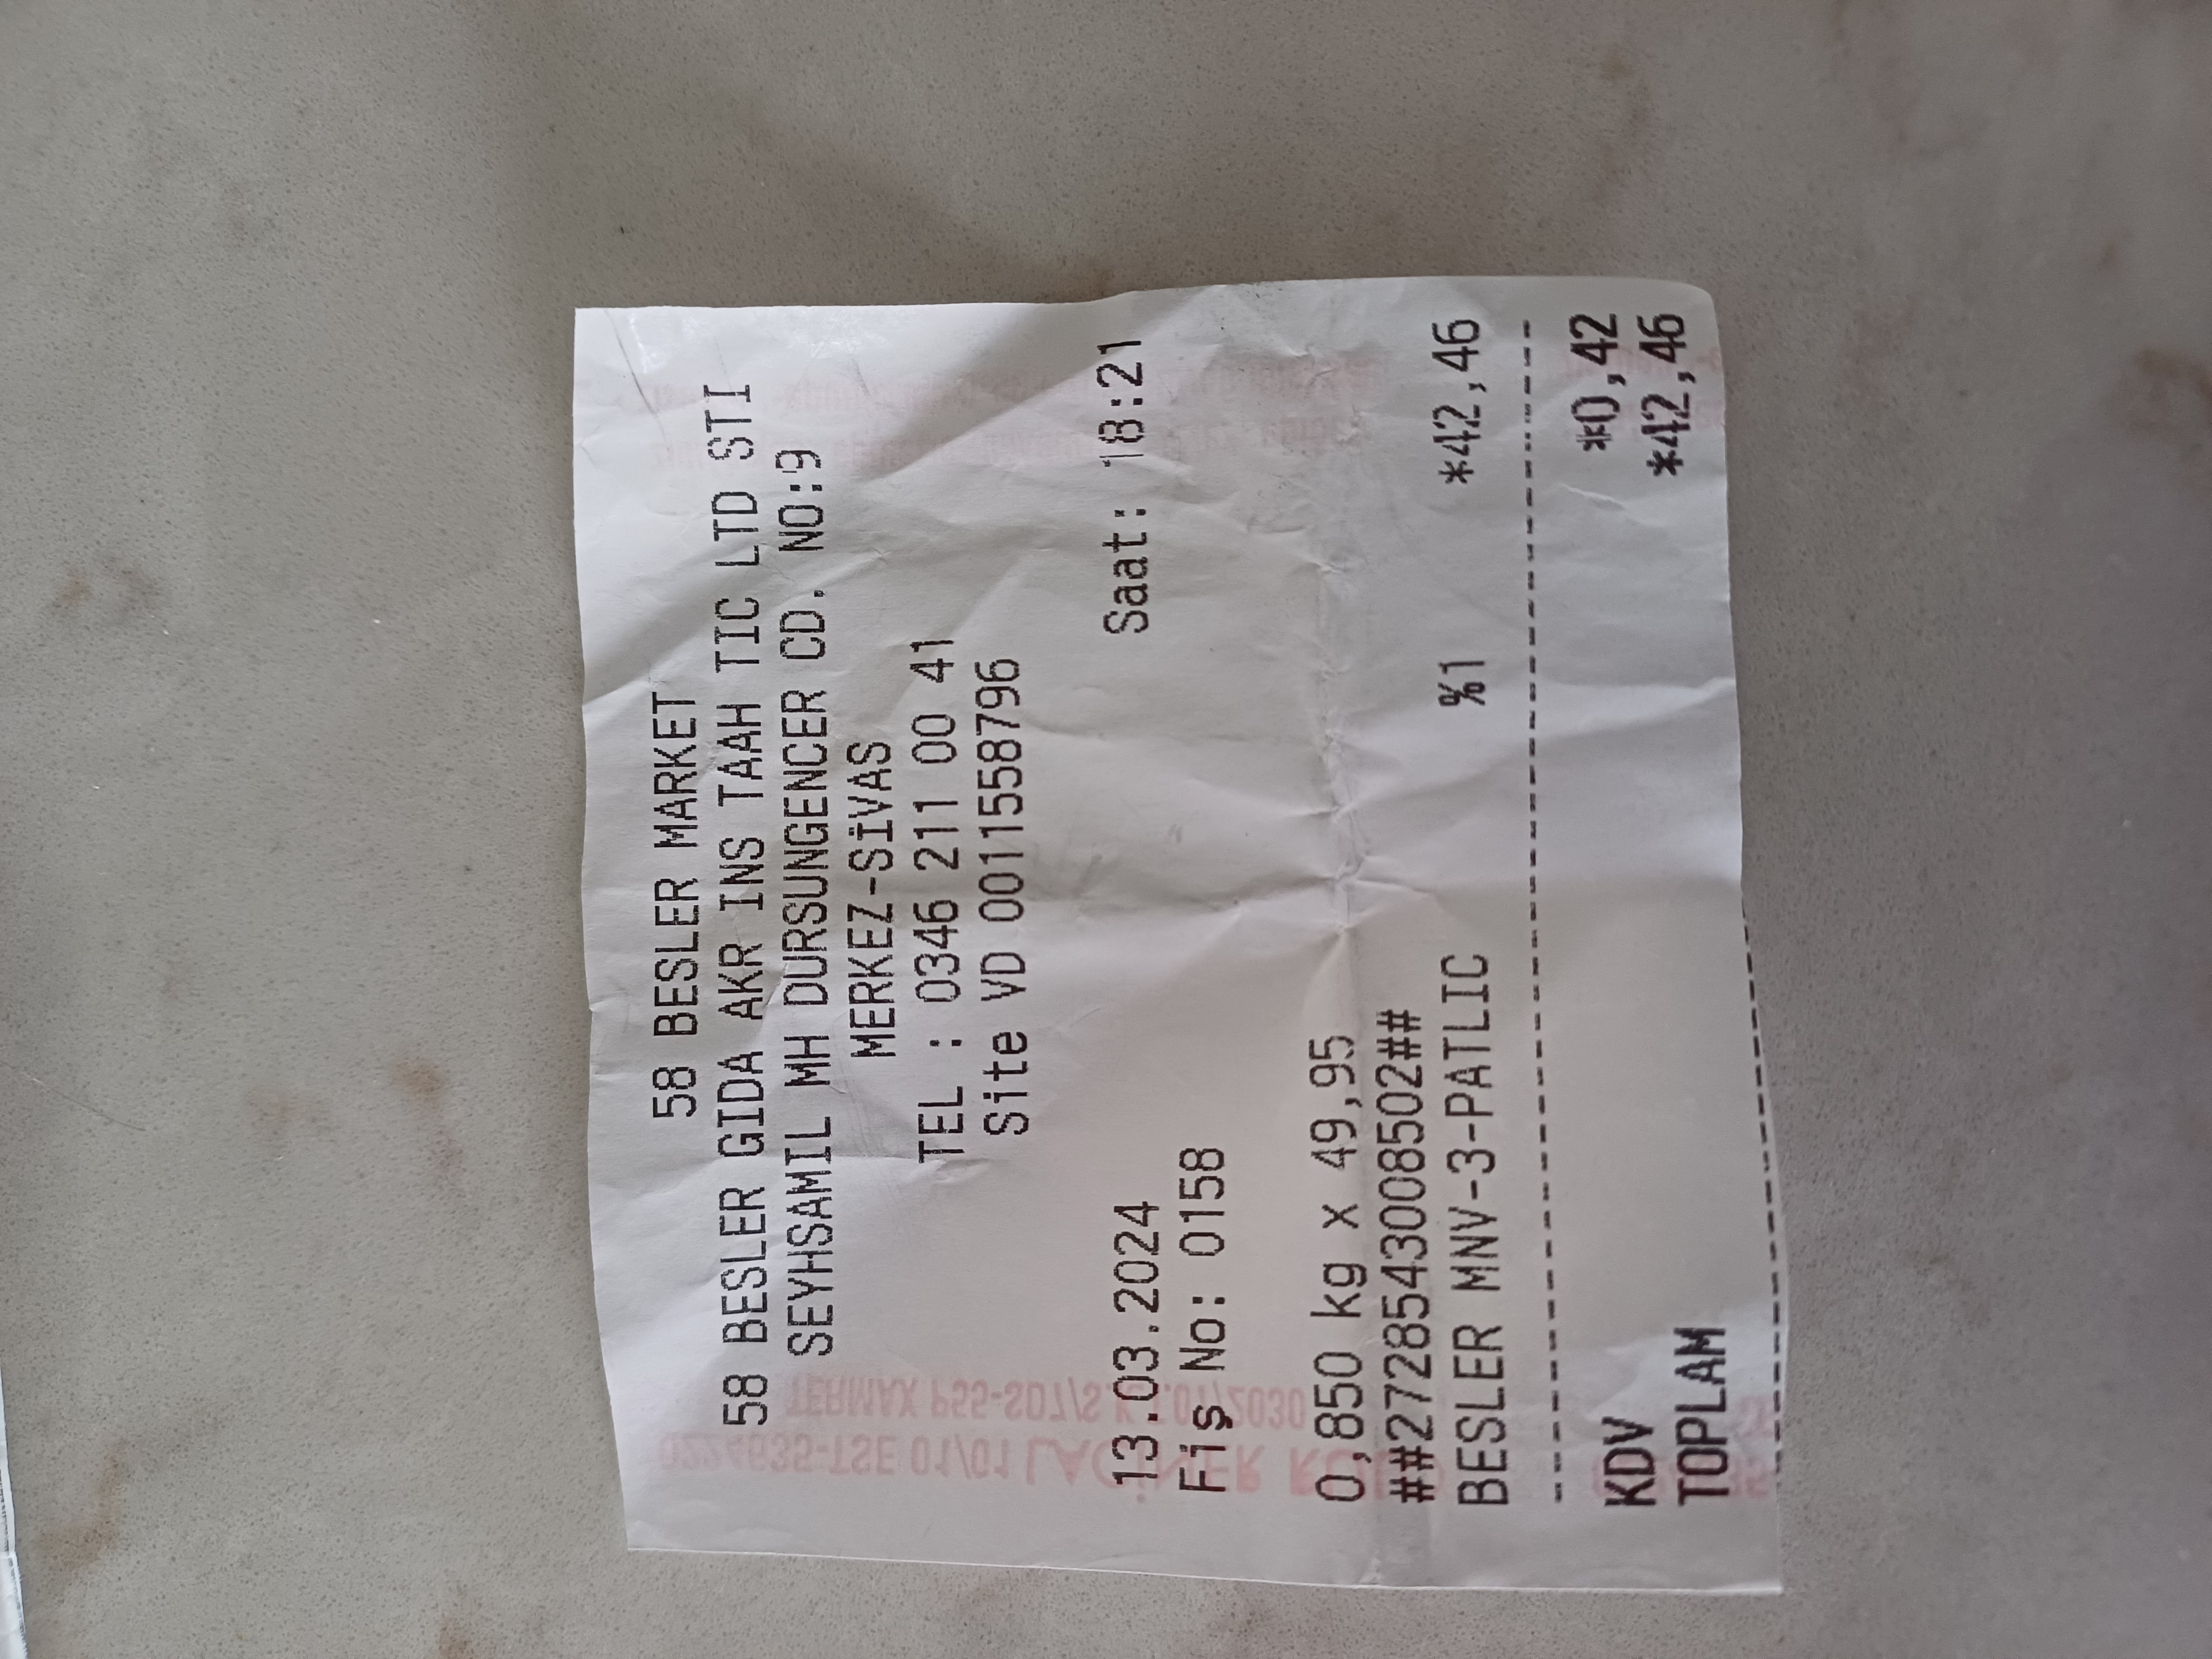 58 BESLER MARKET
58 BESLER GIDA AKR INS TAAH TIC LTD STI
SEYHSAMIL MH DURSUNGENCER CD. NO:9
MERKEZ-SİVAS
TEL : 0346 211 00 41
Site VD 0011558796
13.03.2024 Saat: 18:21
Fiş No: 0158
0,850 kg x 49,95
##2728543008502##
BESLER MNV-3-PATLIC %1 *42,46
KDV *0,42
TOPLAM *42,46